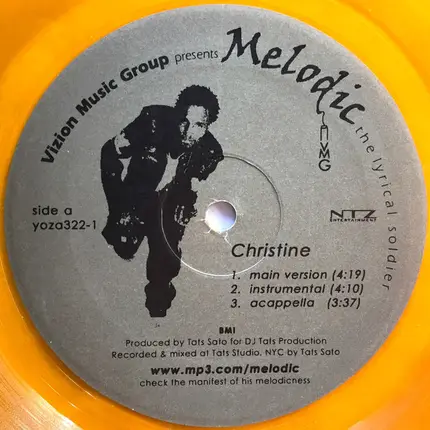 Vizion Music Group presents
Melodic
the lyrical soldier
VMG
side a
yoza322-1
NTZ
ENTERTAINMENT
Christine
1. main version (4:19)
2. instrumental (4:10)
3. acappella (3:37)
BMI
Produced by Tats Sato for DJ Tats Production
Recorded & mixed at Tats Studio, NYC by Tats Sato
www.mp3.com/melodic
check the manifest of his melodicness